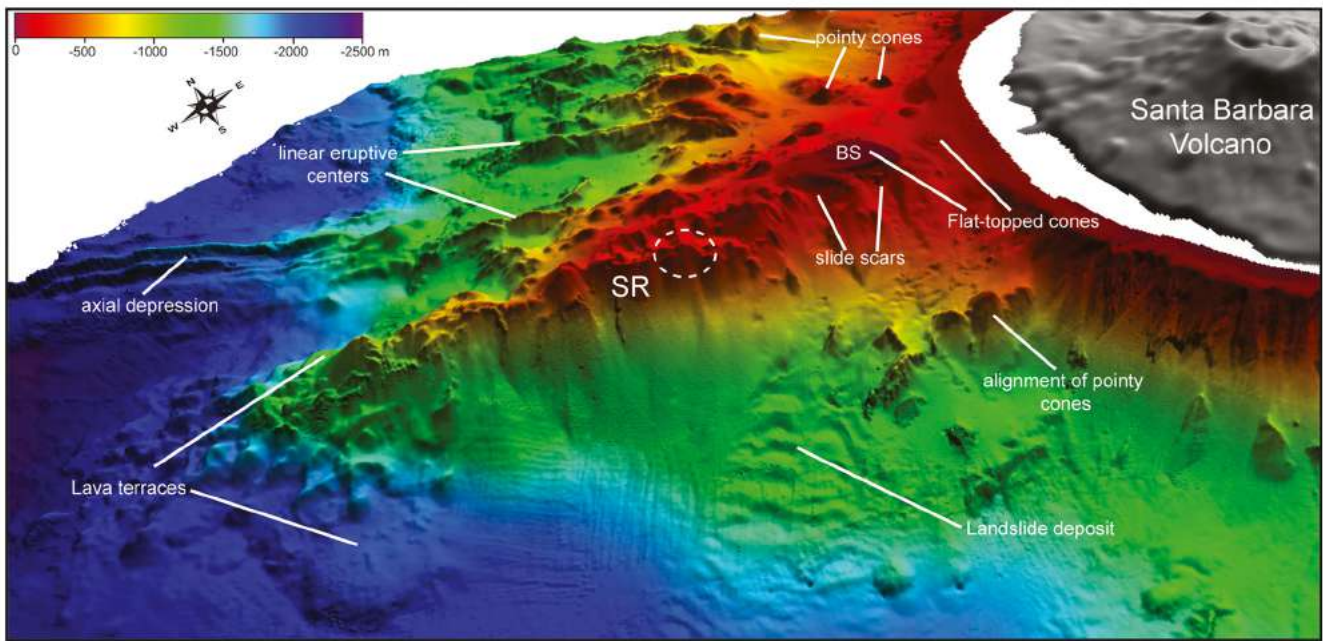 0 -500 -1000 -1500 -2000 -2500 m
N
E
W
S
pointy cones
Santa Barbara
Volcano
linear eruptive
centers
BS
Flat-topped cones
slide scars
SR
axial depression
alignment of pointy
cones
Lava terraces
Landslide deposit